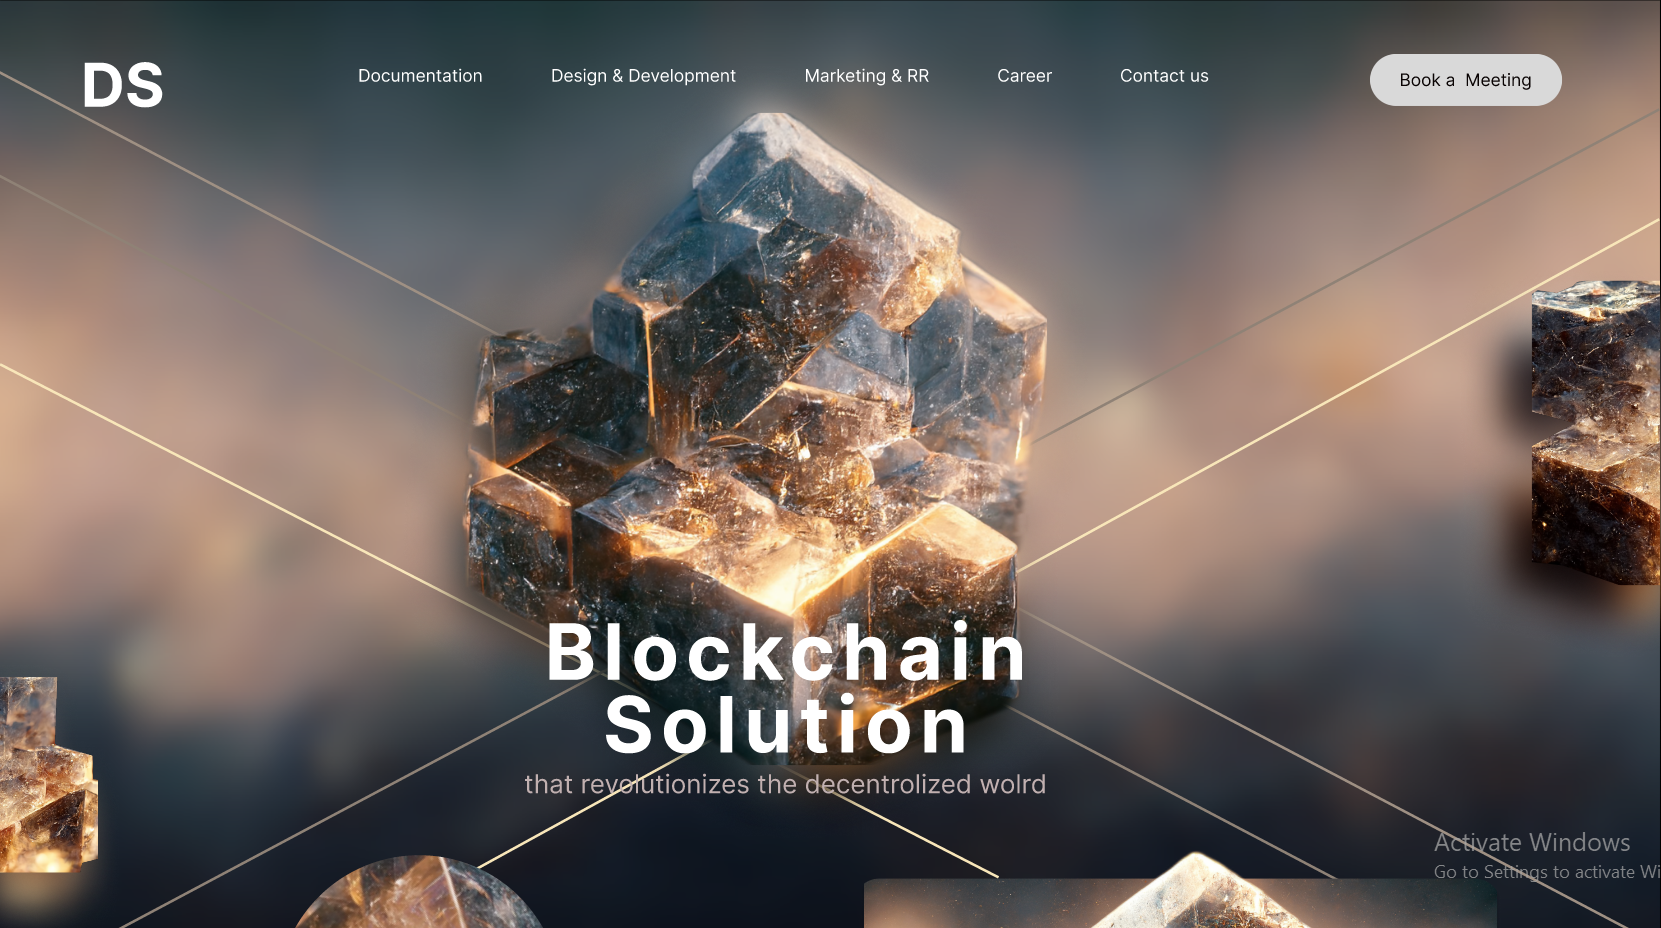 DS
Documentation
Design & Development
Marketing & RR
Career
Contact us
Book a  Meeting
Blockchain
Solution
that revolutionizes the decentrolized wolrd
Activate Windows
Go to Settings to activate Wi